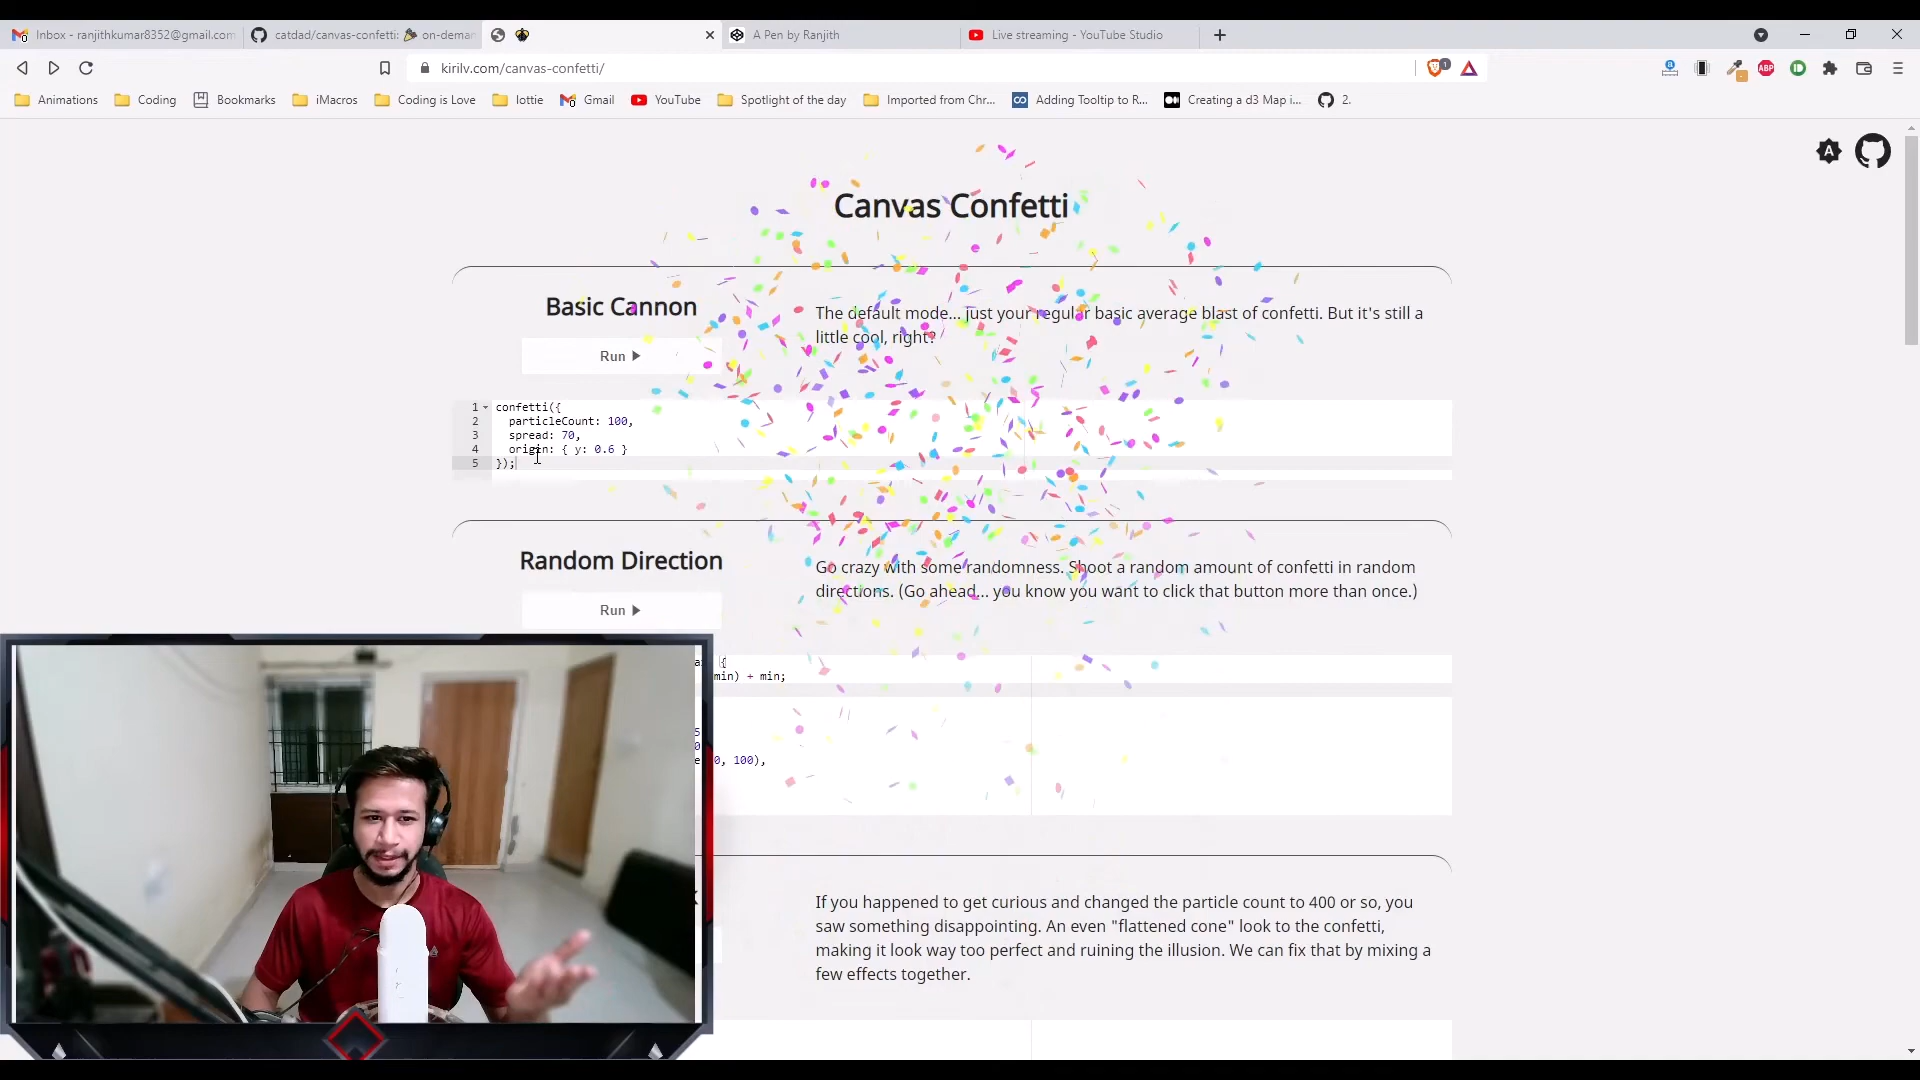 Inbox - ranjithkumar8352@gmail.com
catdad/canvas-confetti: on-deman
A Pen by Ranjith
Live streaming - YouTube Studio
kirilv.com/canvas-confetti/
1
ABP
Animations
Coding
Bookmarks
iMacros
Coding is Love
lottie
Gmail
YouTube
Spotlight of the day
Imported from Chr...
Adding Tooltip to R...
Creating a d3 Map i...
2.
A
Canvas Confetti
Basic Cannon
The default mode... just your regular basic average blast of confetti. But it's still a
little cool, right?
Run
1 confetti({
2 particleCount: 100,
3 spread: 70,
4 origin: { y: 0.6 }
5 });
Random Direction
Go crazy with some randomness. Shoot a random amount of confetti in random
directions. (Go ahead... you know you want to click that button more than once.)
Run
{
min) + min;
0, 100),
If you happened to get curious and changed the particle count to 400 or so, you
saw something disappointing. An even "flattened cone" look to the confetti,
making it look way too perfect and ruining the illusion. We can fix that by mixing a
few effects together.